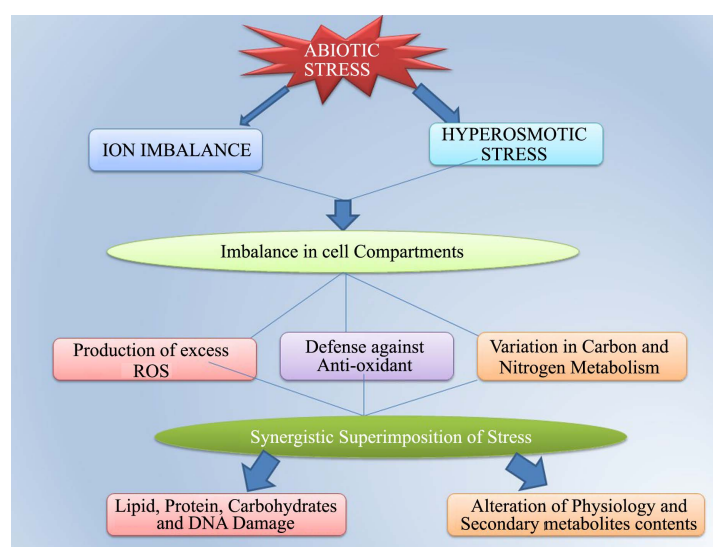 ABIOTIC
STRESS
ION IMBALANCE
HYPEROSMOTIC
STRESS
Imbalance in cell Compartments
Production of excess
ROS
Defense against
Anti-oxidant
Variation in Carbon and
Nitrogen Metabolism
Synergistic Superimposition of Stress
Lipid, Protein, Carbohydrates
and DNA Damage
Alteration of Physiology and
Secondary metabolites contents